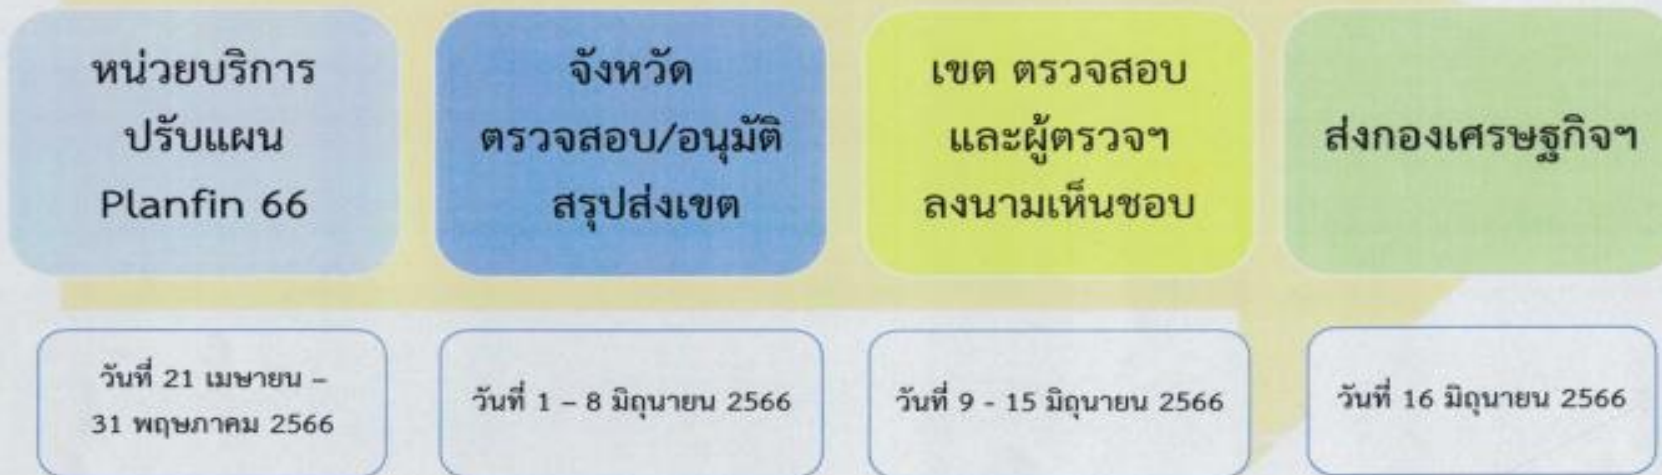 หน่วยบริการ
ปรับแผน
Planfin 66
จังหวัด
ตรวจสอบ/อนุมัติ
สรุปส่งเขต
เขต ตรวจสอบ
และผู้ตรวจฯ
ลงนามเห็นชอบ
ส่งกองเศรษฐกิจฯ
วันที่ 21 เมษายน –
31 พฤษภาคม 2566
วันที่ 1 – 8 มิถุนายน 2566
วันที่ 9 - 15 มิถุนายน 2566
วันที่ 16 มิถุนายน 2566